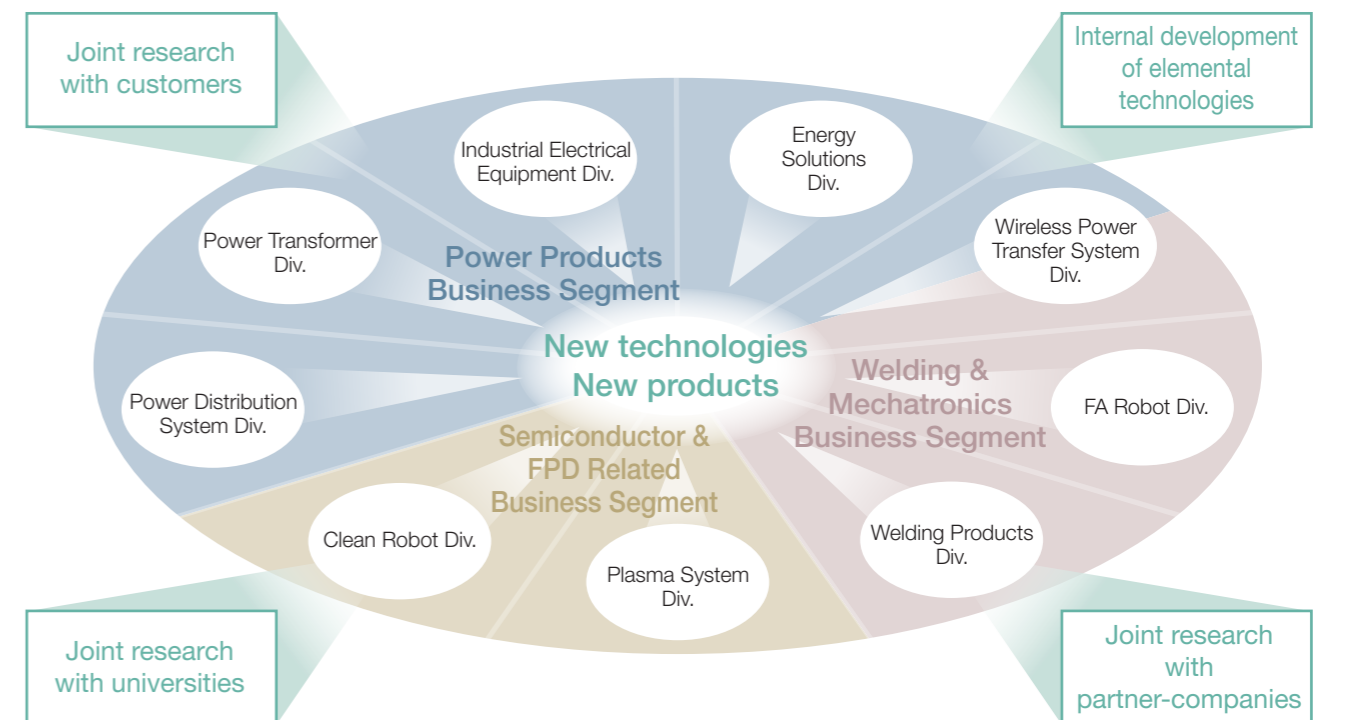 Joint research
with customers
Internal development
of elemental
technologies
Industrial Electrical
Equipment Div.
Energy
Solutions
Div.
Power Transformer
Div.
Wireless Power
Transfer System
Div.
Power Products
Business Segment
New technologies
New products
Welding &
Mechatronics
Business Segment
Power Distribution
System Div.
FA Robot Div.
Semiconductor &
FPD Related
Business Segment
Clean Robot Div.
Plasma System
Div.
Welding Products
Div.
Joint research
with universities
Joint research
with
partner-companies